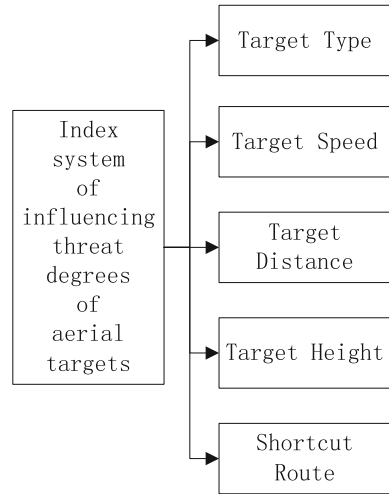 Index
system
of
influencing
threat
degrees
of
aerial
targets
Target Type
Target Speed
Target
Distance
Target Height
Shortcut
Route